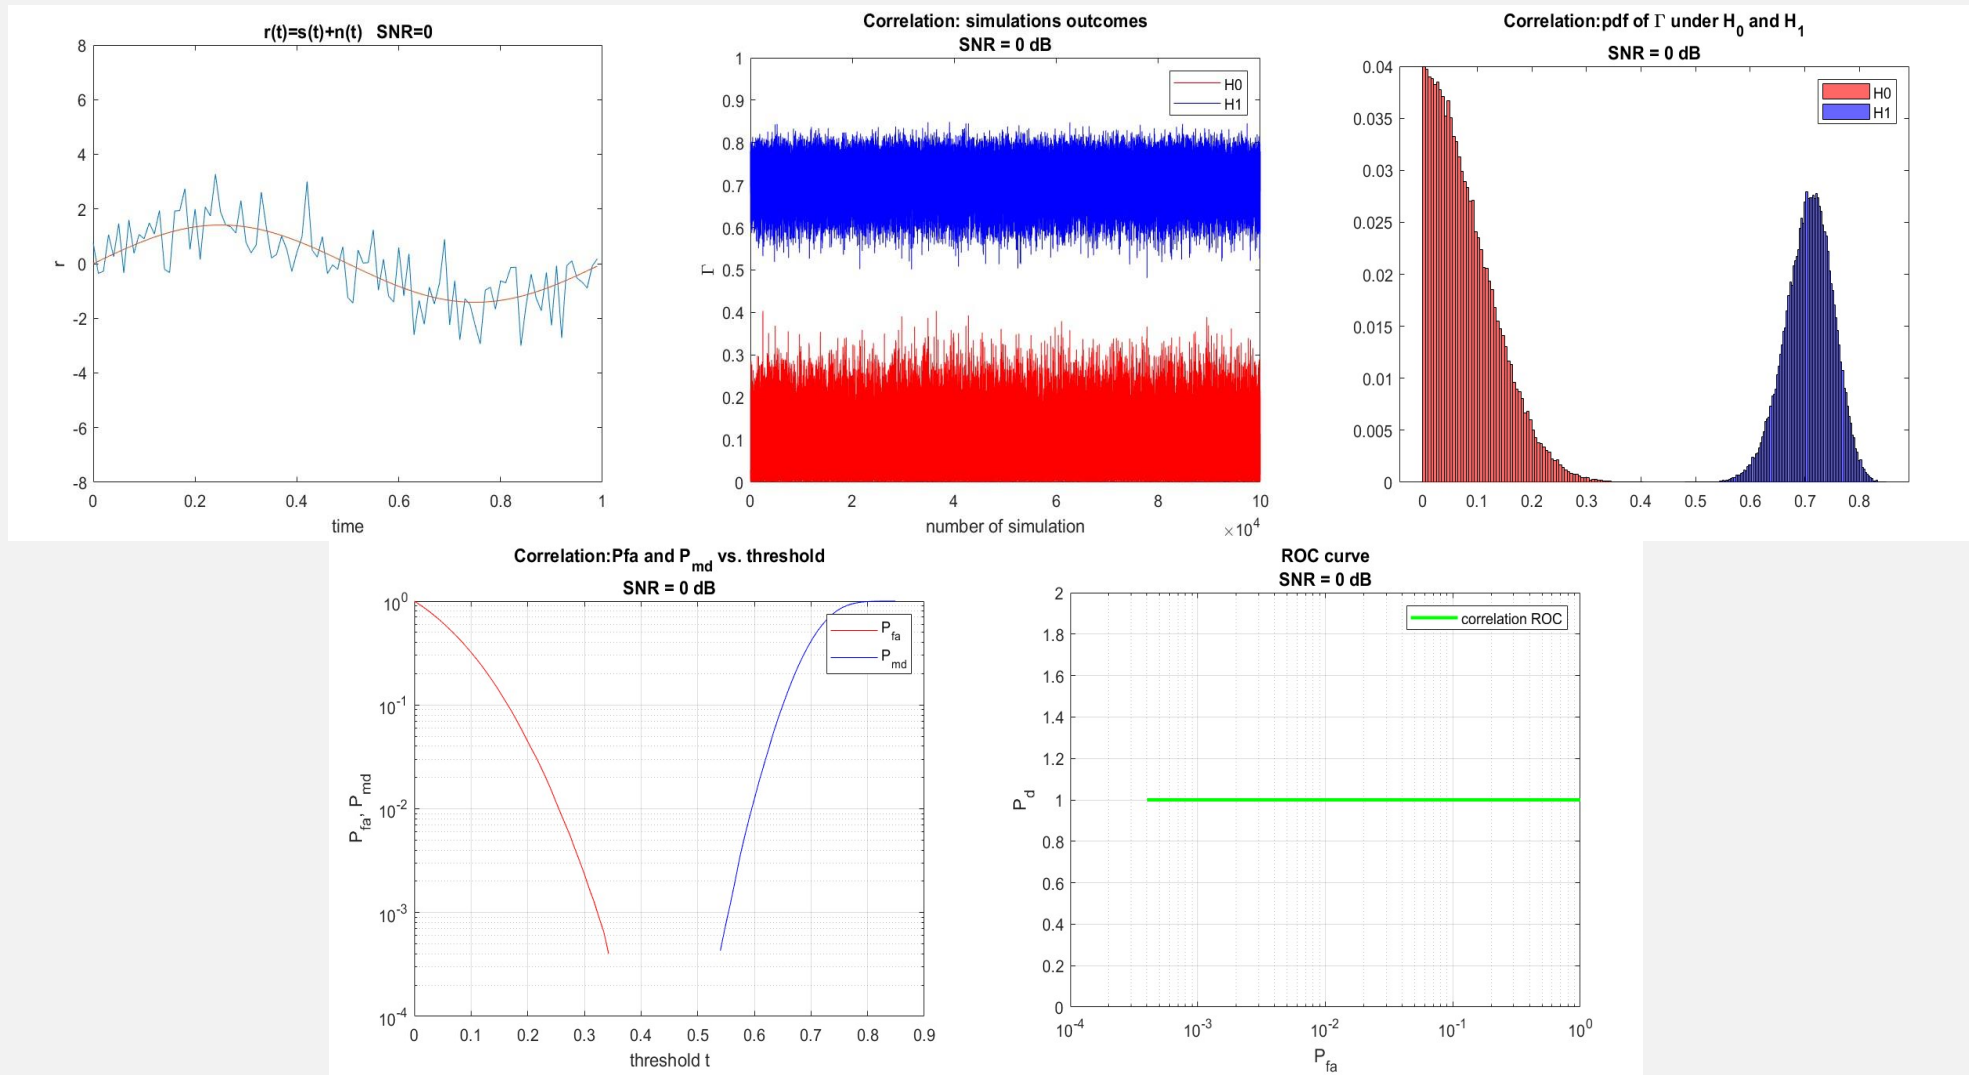 r(t)=s(t)+n(t) SNR=0
8
6
4
2
0
-2
-4
-6
-8
r
0 0.2 0.4 0.6 0.8 1
time
Correlation: simulations outcomes
SNR = 0 dB
1
0.9
0.8
0.7
0.6
0.5
0.4
0.3
0.2
0.1
0
Γ
H0
H1
0 2 4 6 8 10
number of simulation
×10^4
Correlation:pdf of Γ under H_0 and H_1
SNR = 0 dB
0.04
0.035
0.03
0.025
0.02
0.015
0.01
0.005
0
H0
H1
0 0.1 0.2 0.3 0.4 0.5 0.6 0.7 0.8
Correlation:Pfa and P_md vs. threshold
SNR = 0 dB
10^0
10^-1
10^-2
10^-3
10^-4
P_fa, P_md
P_fa
P_md
0 0.1 0.2 0.3 0.4 0.5 0.6 0.7 0.8 0.9
threshold t
ROC curve
SNR = 0 dB
2
1.8
1.6
1.4
1.2
1
0.8
0.6
0.4
0.2
0
P_d
correlation ROC
10^-4 10^-3 10^-2 10^-1 10^0
P_fa